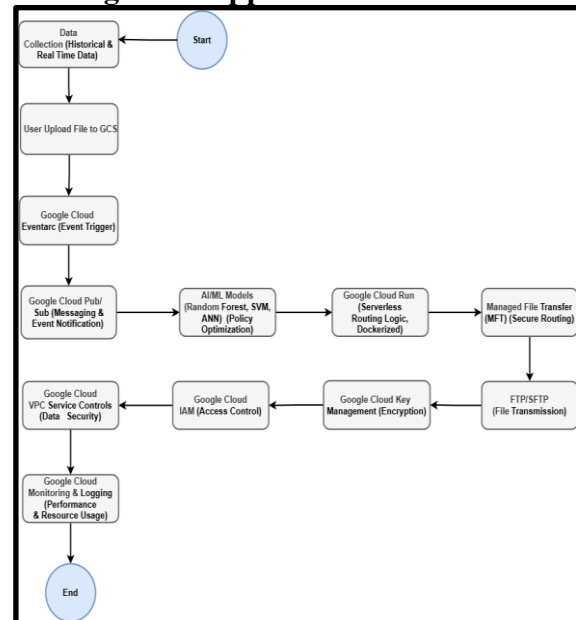 Start
Data
Collection (Historical &
Real Time Data)
User Upload File to GCS
Google Cloud
Eventarc (Event Trigger)
Google Cloud Pub/
Sub (Messaging &
Event Notification)
AI/ML Models
(Random Forest, SVM,
ANN) (Policy
Optimization)
Google Cloud Run
(Serverless
Routing Logic,
Dockerized)
Managed File Transfer
(MFT) (Secure Routing)
FTP/SFTP
(File Transmission)
Google Cloud Key
Management (Encryption)
Google Cloud
IAM (Access Control)
Google Cloud
VPC Service Controls
(Data Security)
Google Cloud
Monitoring & Logging
(Performance
& Resource Usage)
End